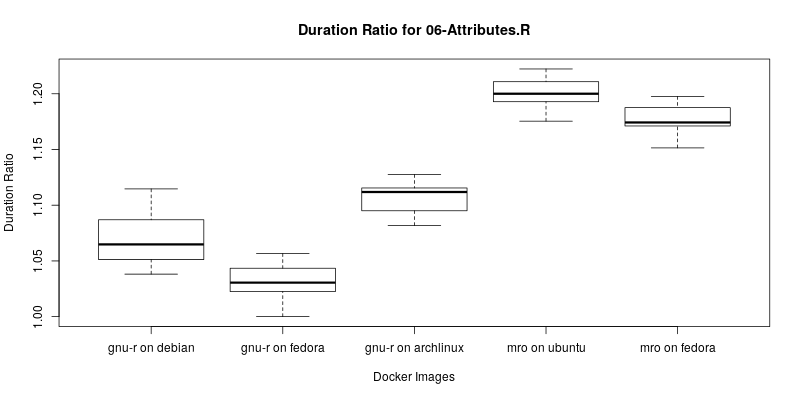 Duration Ratio for 06-Attributes.R
Duration Ratio
1.20
1.15
1.10
1.05
1.00
gnu-r on debian
gnu-r on fedora
gnu-r on archlinux
mro on ubuntu
mro on fedora
Docker Images